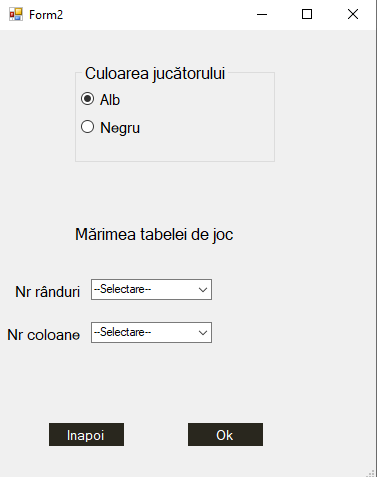 Form2
Culoarea jucătorului
Alb
Negru
Mărimea tabelei de joc
Nr rânduri --Selectare--
Nr coloane --Selectare--
Inapoi Ok